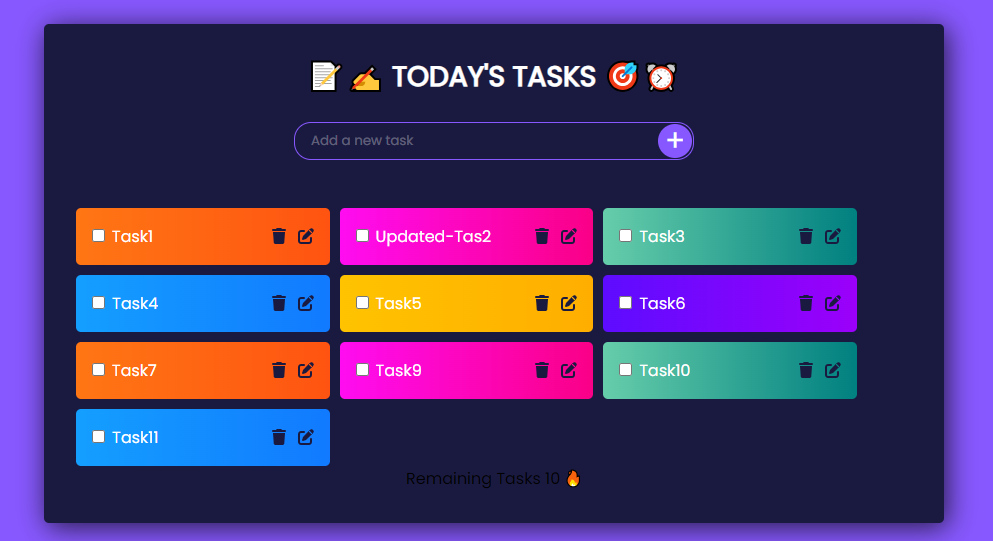 📝 ✍ TODAY'S TASKS 🎯 ⏰
Add a new task
Task1
Updated-Tas2
Task3
Task4
Task5
Task6
Task7
Task9
Task10
Task11
Remaining Tasks 10 🔥